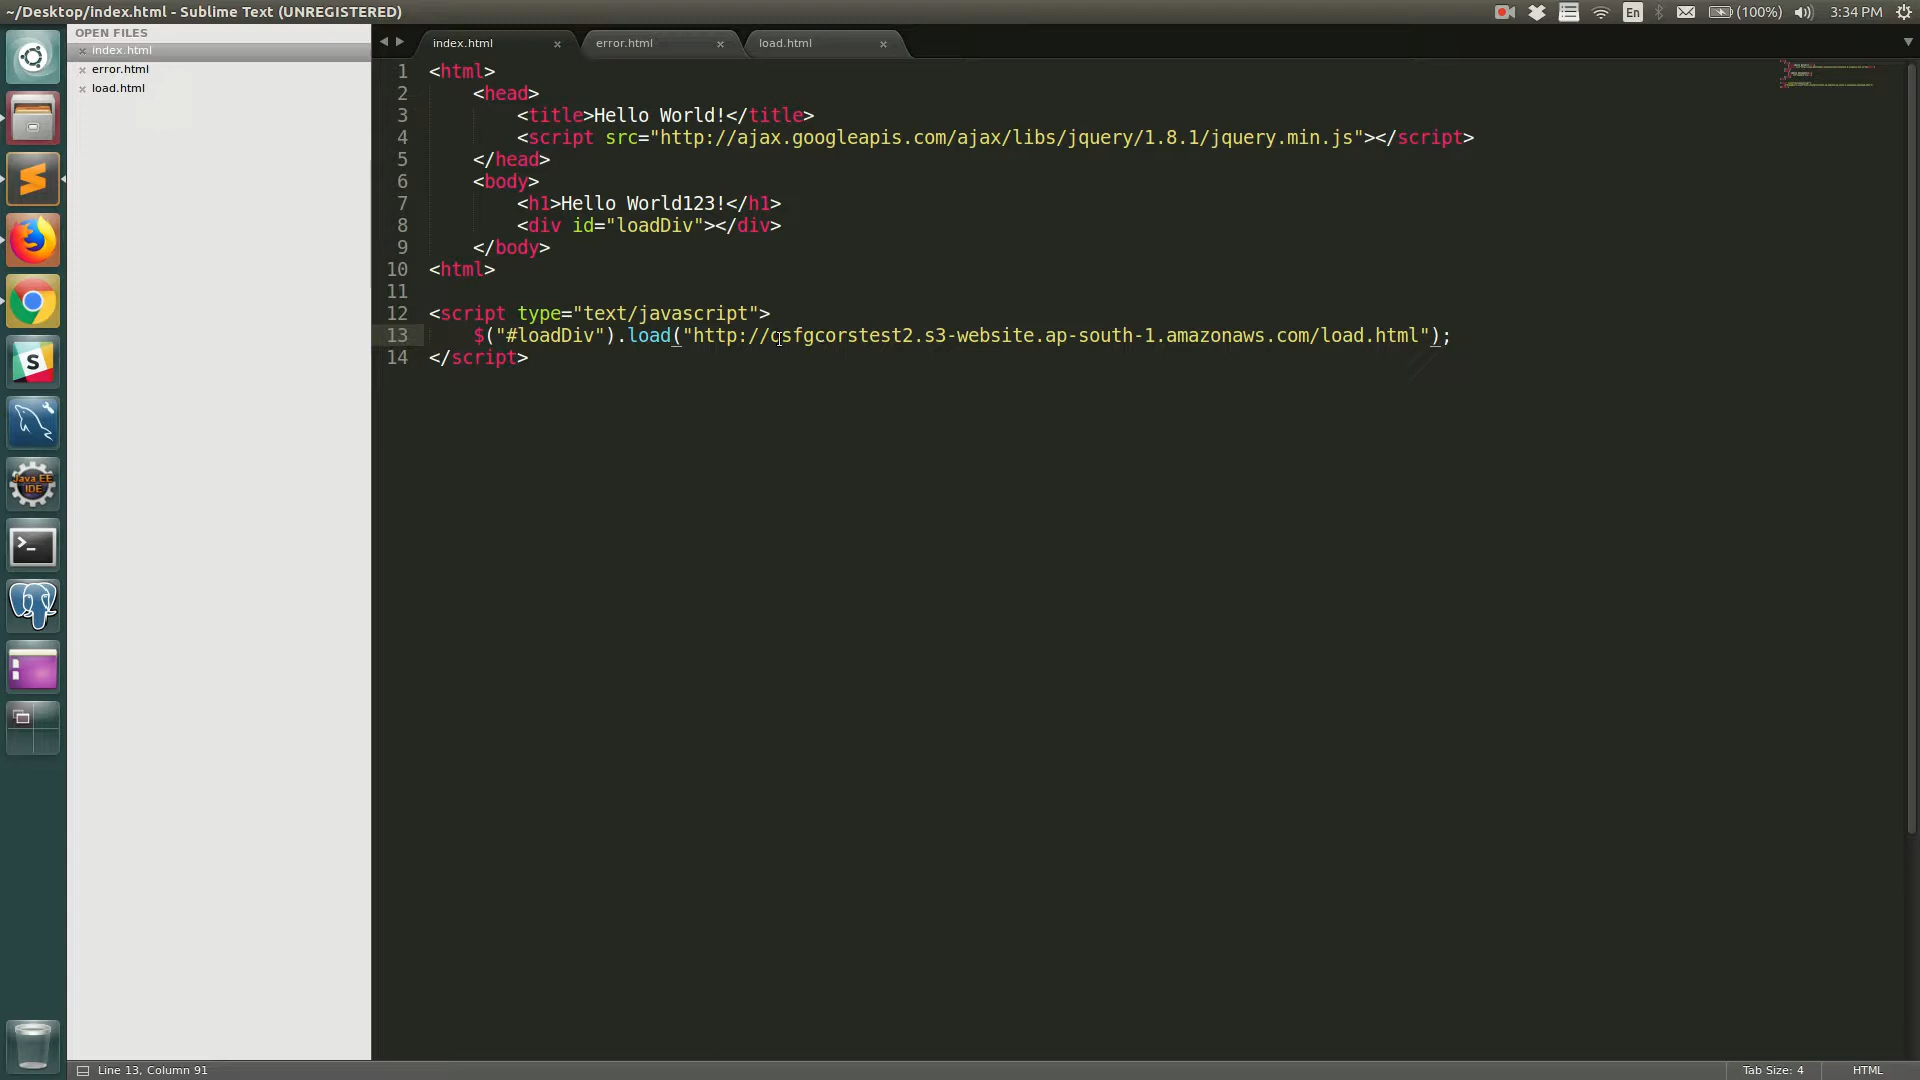 ~/Desktop/index.html - Sublime Text (UNREGISTERED)
En
(100%)
3:34 PM
OPEN FILES
index.html
error.html
load.html
index.html
error.html
load.html
1 <html>
2 <head>
3 <title>Hello World!</title>
4 <script src="http://ajax.googleapis.com/ajax/libs/jquery/1.8.1/jquery.min.js"></script>
5 </head>
6 <body>
7 <h1>Hello World123!</h1>
8 <div id="loadDiv"></div>
9 </body>
10 <html>
11
12 <script type="text/javascript">
13 $("#loadDiv").load("http://csfgcorstest2.s3-website.ap-south-1.amazonaws.com/load.html");
14 </script>
Java EE
IDE
Line 13, Column 91
Tab Size: 4
HTML